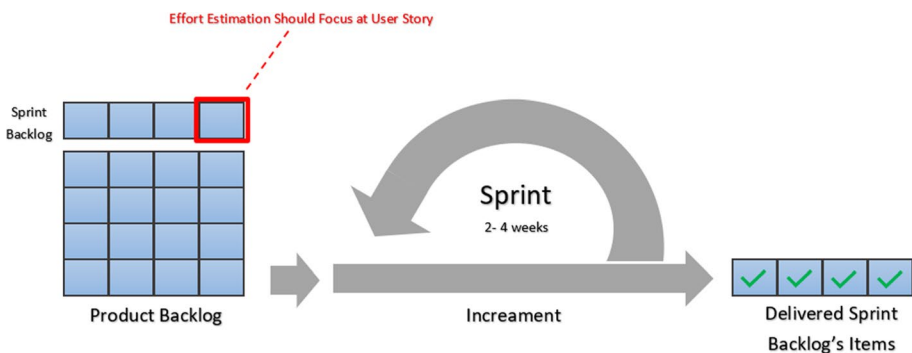 Effort Estimation Should Focus at User Story
Sprint
Backlog
Sprint
2- 4 weeks
Product Backlog
Increament
Delivered Sprint
Backlog's Items